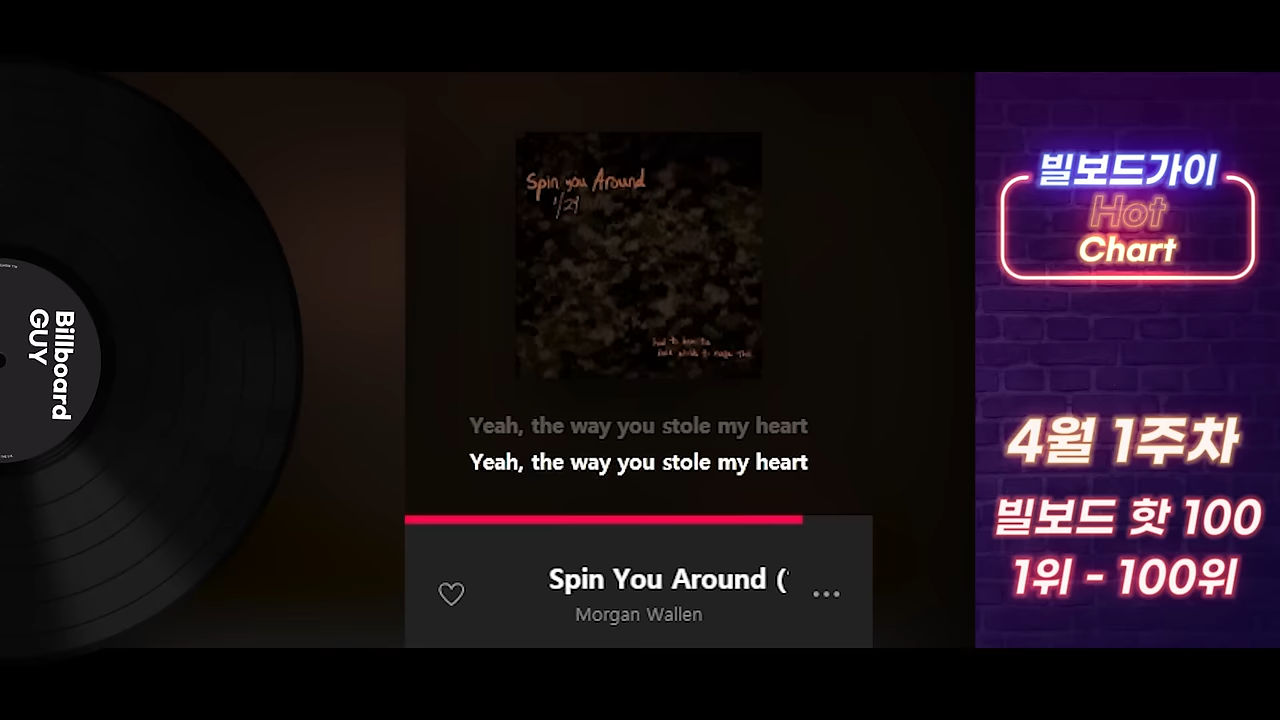 Billboard
GUY
Spin you Around
1/24
Yeah, the way you stole my heart
Yeah, the way you stole my heart
Spin You Around (
Morgan Wallen
빌보드가이
Hot
Chart
4월 1주차
빌보드 핫 100
1위 - 100위